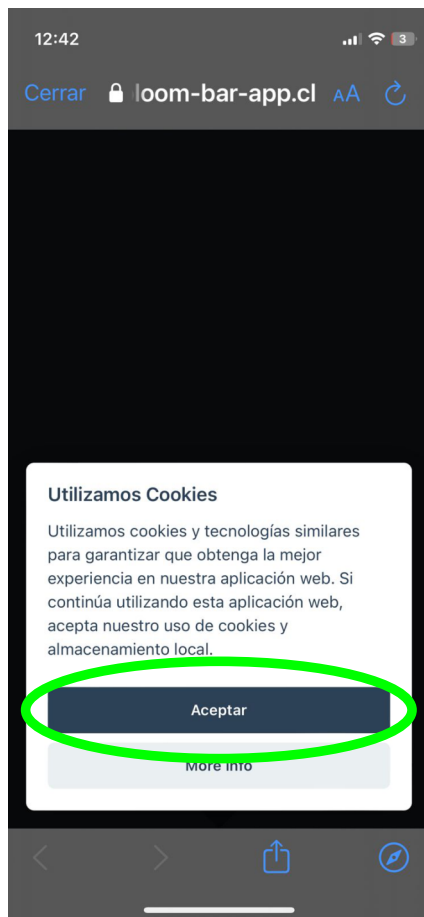 12:42
3
Cerrar loom-bar-app.cl AA
Utilizamos Cookies
Utilizamos cookies y tecnologías similares
para garantizar que obtenga la mejor
experiencia en nuestra aplicación web. Si
continúa utilizando esta aplicación web,
acepta nuestro uso de cookies y
almacenamiento local.
Aceptar
More info